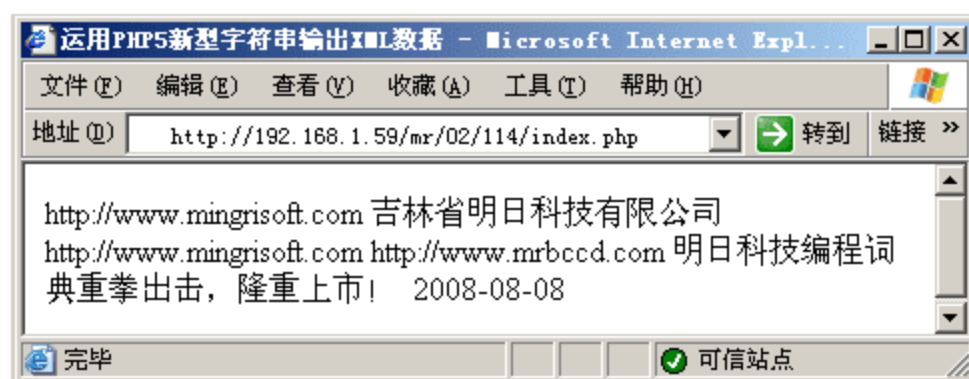 运用PHP5新型字符串输出XML数据 - Microsoft Internet Expl...
文件(F) 编辑(E) 查看(V) 收藏(A) 工具(T) 帮助(H)
地址(D) http://192.168.1.59/mr/02/114/index.php 转到 链接 »
http://www.mingrisoft.com 吉林省明日科技有限公司
http://www.mingrisoft.com http://www.mrbccd.com 明日科技编程词
典重拳出击，隆重上市！ 2008-08-08
完毕 可信站点